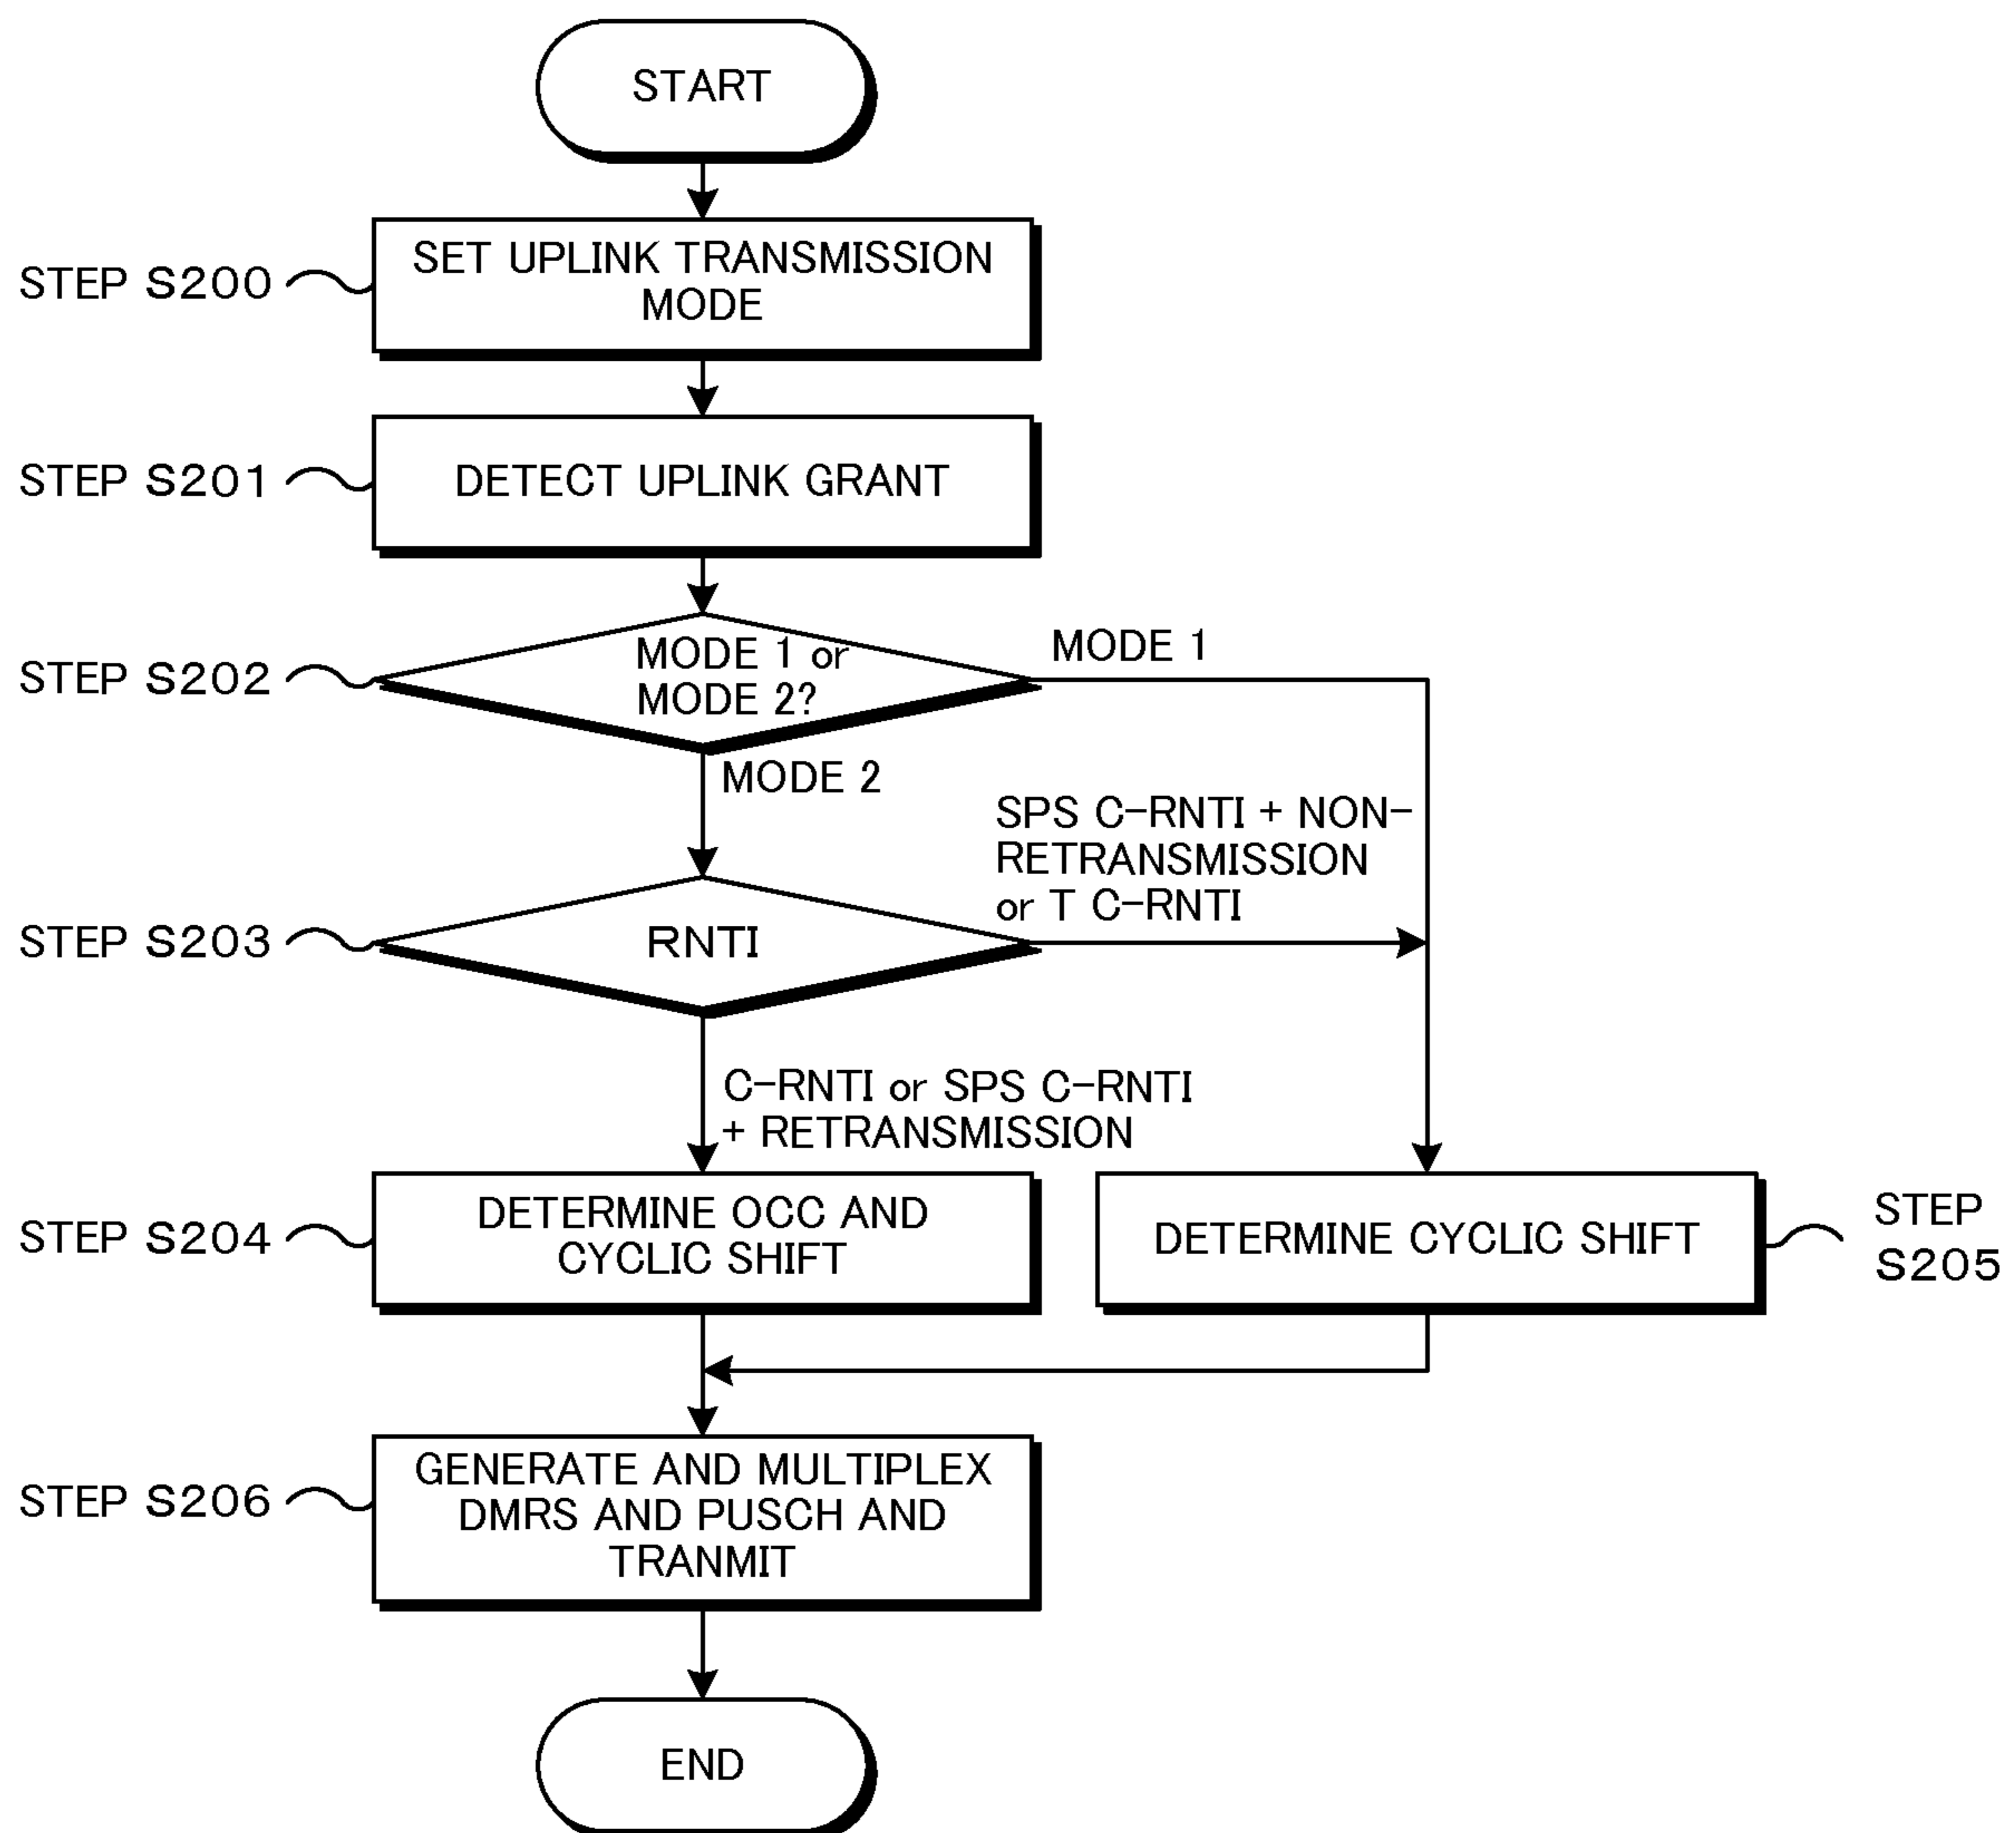 START
STEP S200
SET UPLINK TRANSMISSION
MODE
STEP S201
DETECT UPLINK GRANT
STEP S202
MODE 1 or
MODE 2?
MODE 1
MODE 2
SPS C-RNTI + NON-
RETRANSMISSION
or T C-RNTI
STEP S203
RNTI
C-RNTI or SPS C-RNTI
+ RETRANSMISSION
STEP S204
DETERMINE OCC AND
CYCLIC SHIFT
DETERMINE CYCLIC SHIFT
STEP
S205
STEP S206
GENERATE AND MULTIPLEX
DMRS AND PUSCH AND
TRANMIT
END